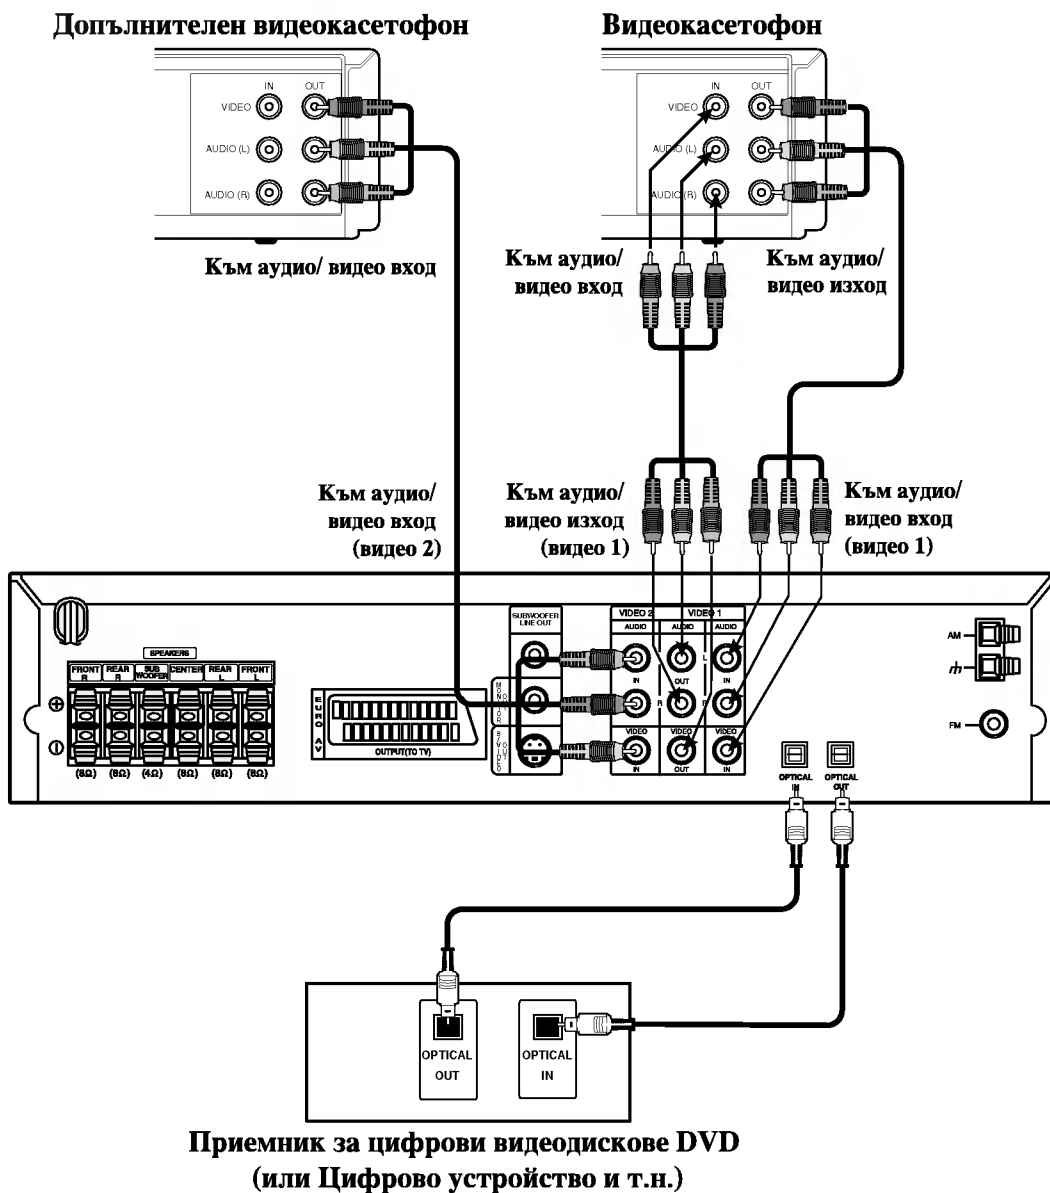 Допълнителен видеокасетофон
Видеокасетофон
IN OUT
VIDEO
AUDIO (L)
AUDIO (R)
IN OUT
VIDEO
AUDIO (L)
AUDIO (R)
Към аудио/ видео вход
Към аудио/
видео вход
Към аудио/
видео изход
Към аудио/
видео вход
(видео 2)
Към аудио/
видео изход
(видео 1)
Към аудио/
видео вход
(видео 1)
SPEAKERS
FRONT R
REAR R
SUB WOOFER
CENTER
REAR L
FRONT L
(8Ω) (8Ω) (4Ω) (8Ω) (8Ω) (8Ω)
EURO AV
OUTPUT(TO TV)
SUBWOOFER
LINE OUT
MONITOR OUT
S/VIDEO OUT
VIDEO 2 VIDEO 1
AUDIO AUDIO AUDIO
L
IN OUT IN
R R
VIDEO VIDEO VIDEO
IN OUT IN
AM
FM
OPTICAL
IN
OPTICAL
OUT
OPTICAL
OUT
OPTICAL
IN
Приемник за цифрови видеодискове DVD
(или Цифрово устройство и т.н.)